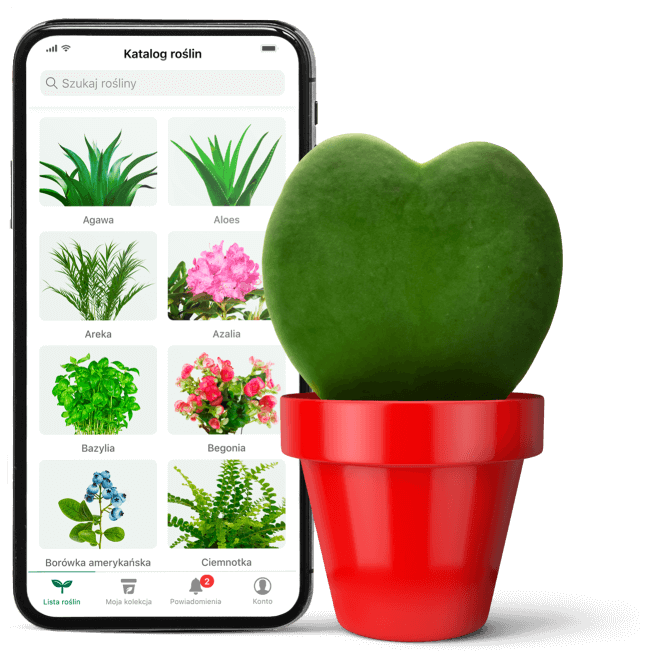 Katalog roślin
Szukaj rośliny
Agawa
Aloes
Areka
Azalia
Bazylia
Begonia
Borówka amerykańska
Ciemnotka
2
Lista roślin
Moja kolekcja
Powiadomienia
Konto